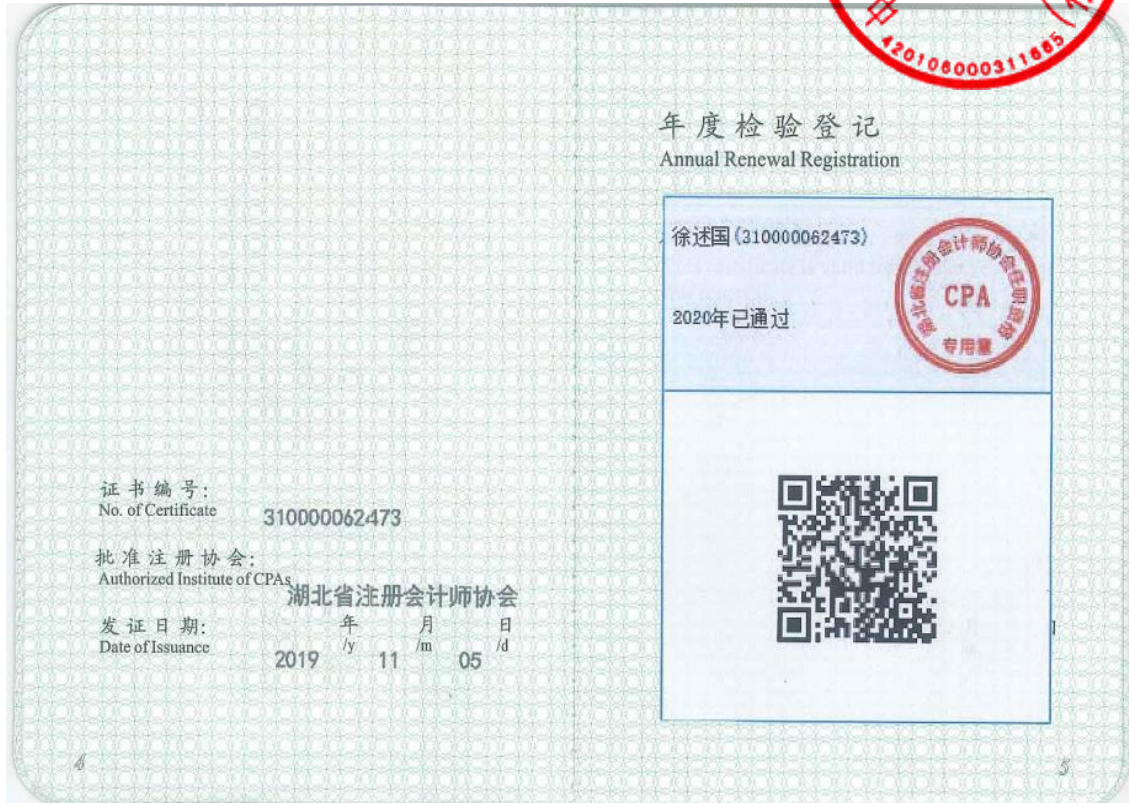 中
4201060000311665
年度检验登记
Annual Renewal Registration
徐述国(310000062473)
2020年已通过
湖北省注册会计师协会任职资格
CPA
专用章
证书编号:
No. of Certificate
310000062473
批准注册协会:
Authorized Institute of CPAs
湖北省注册会计师协会
发证日期:
Date of Issuance
2019 年/y 11 月/m 05 日/d
4
5